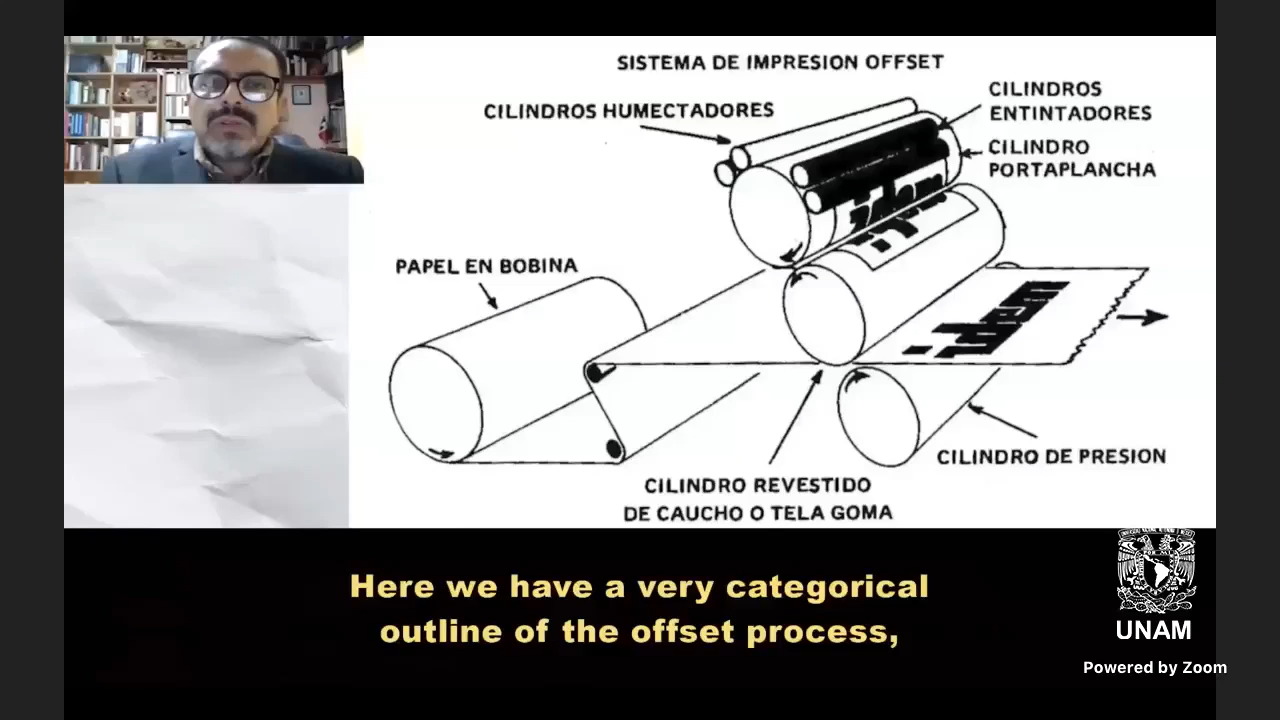 SISTEMA DE IMPRESION OFFSET
CILINDROS HUMECTADORES
CILINDROS
ENTINTADORES
CILINDRO
PORTAPLANCHA
PAPEL EN BOBINA
CILINDRO DE PRESION
CILINDRO REVESTIDO
DE CAUCHO O TELA GOMA
Here we have a very categorical
outline of the offset process,
UNAM
Powered by Zoom